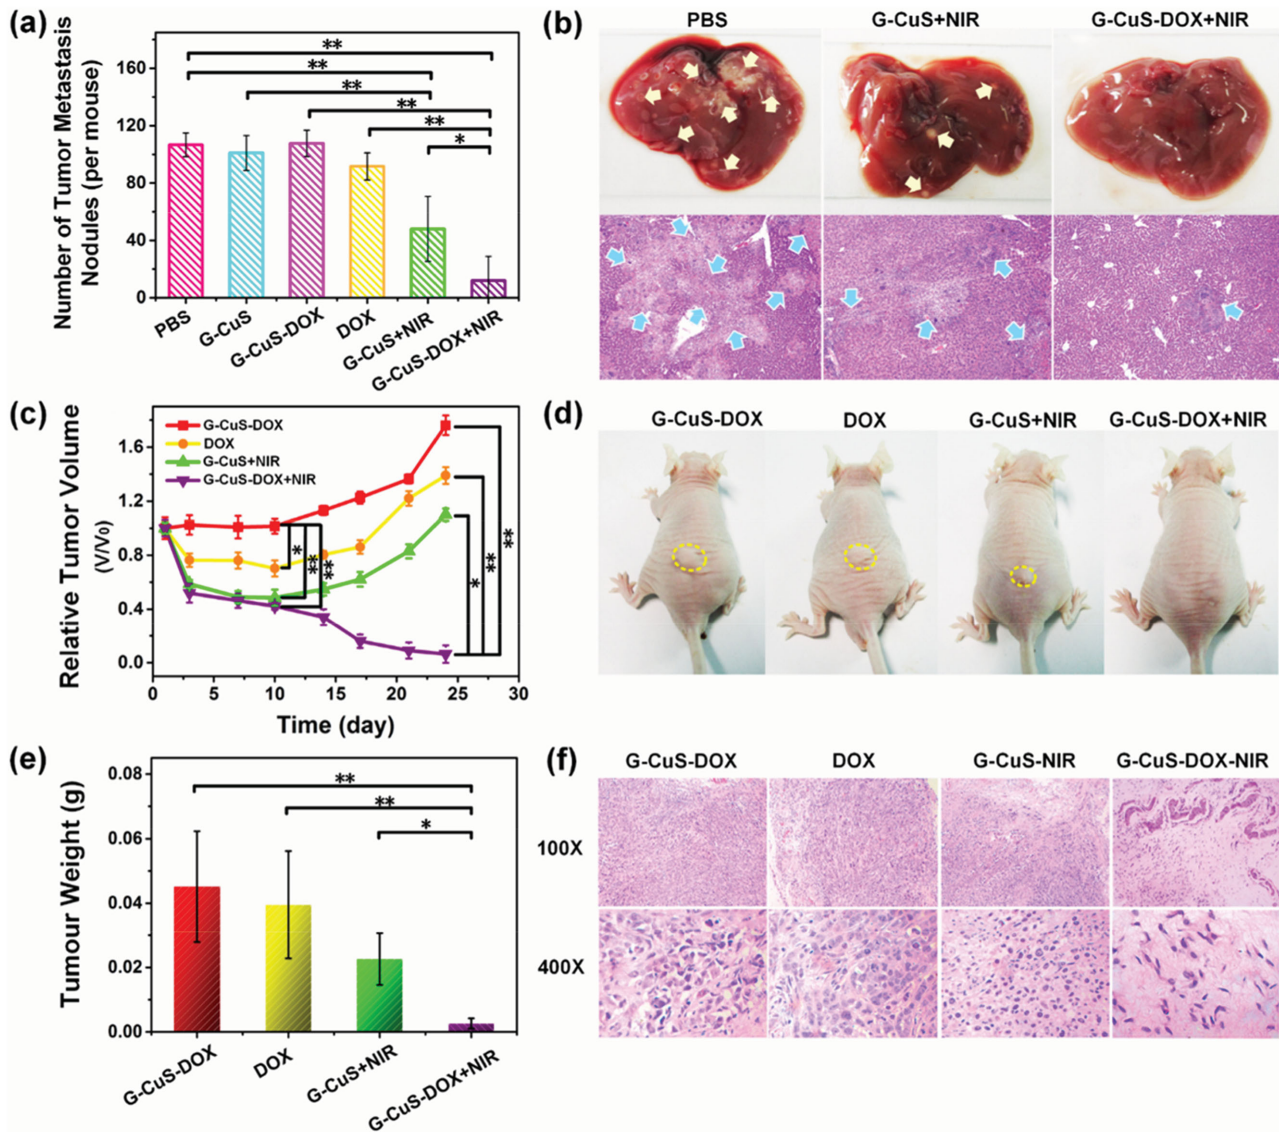 (a)
Number of Tumor Metastasis
Nodules (per mouse)
160
120
80
40
0
**
**
**
**
**
*
PBS
G-CuS
G-CuS-DOX
DOX
G-CuS+NIR
G-CuS-DOX+NIR
(b)
PBS
G-CuS+NIR
G-CuS-DOX+NIR
(c)
Relative Tumor Volume
(V/V₀)
1.6
1.2
0.8
0.4
0.0
G-CuS-DOX
DOX
G-CuS+NIR
G-CuS-DOX+NIR
*
**
**
*
**
**
0
5
10
15
20
25
30
Time (day)
(d)
G-CuS-DOX
DOX
G-CuS+NIR
G-CuS-DOX+NIR
(e)
Tumour Weight (g)
0.08
0.06
0.04
0.02
0.00
**
**
*
G-CuS-DOX
DOX
G-CuS+NIR
G-CuS-DOX+NIR
(f)
G-CuS-DOX
DOX
G-CuS-NIR
G-CuS-DOX-NIR
100X
400X